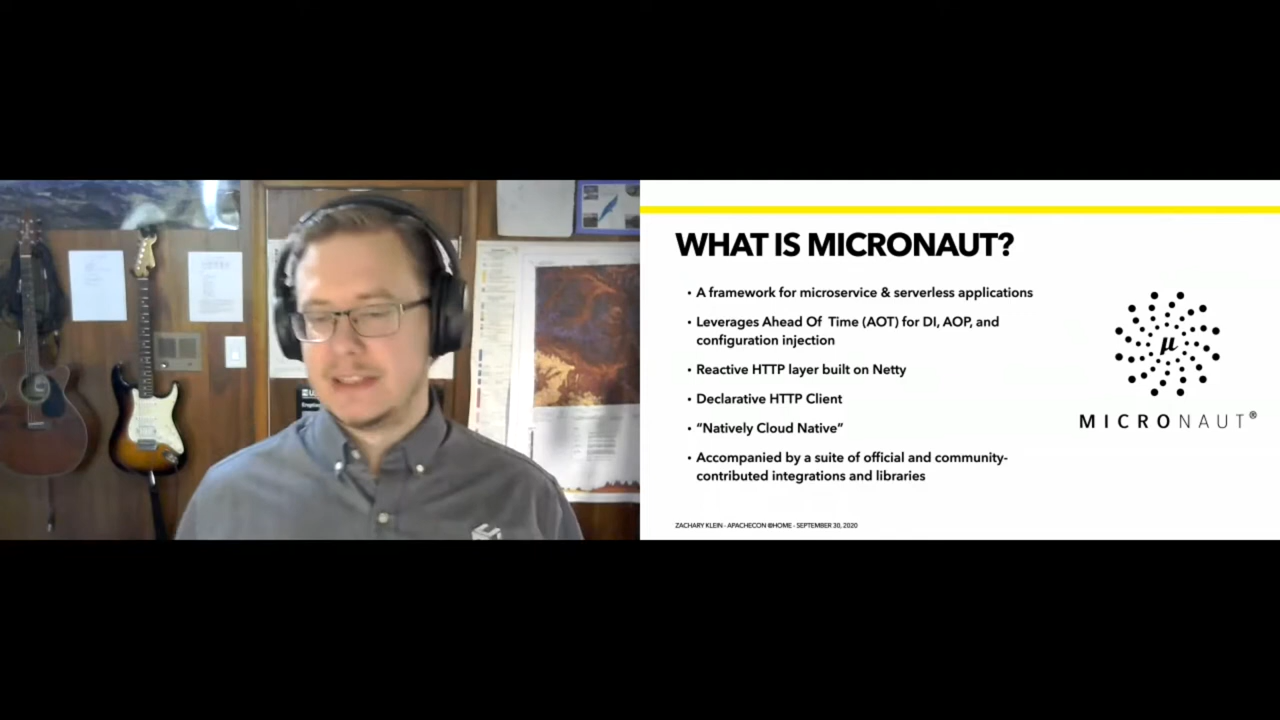 WHAT IS MICRONAUT?
• A framework for microservice & serverless applications
• Leverages Ahead Of Time (AOT) for DI, AOP, and
configuration injection
• Reactive HTTP layer built on Netty
• Declarative HTTP Client
• “Natively Cloud Native”
• Accompanied by a suite of official and community-
contributed integrations and libraries
μ
MICRONAUT®
ZACHARY KLEIN - APACHECON @HOME - SEPTEMBER 30, 2020